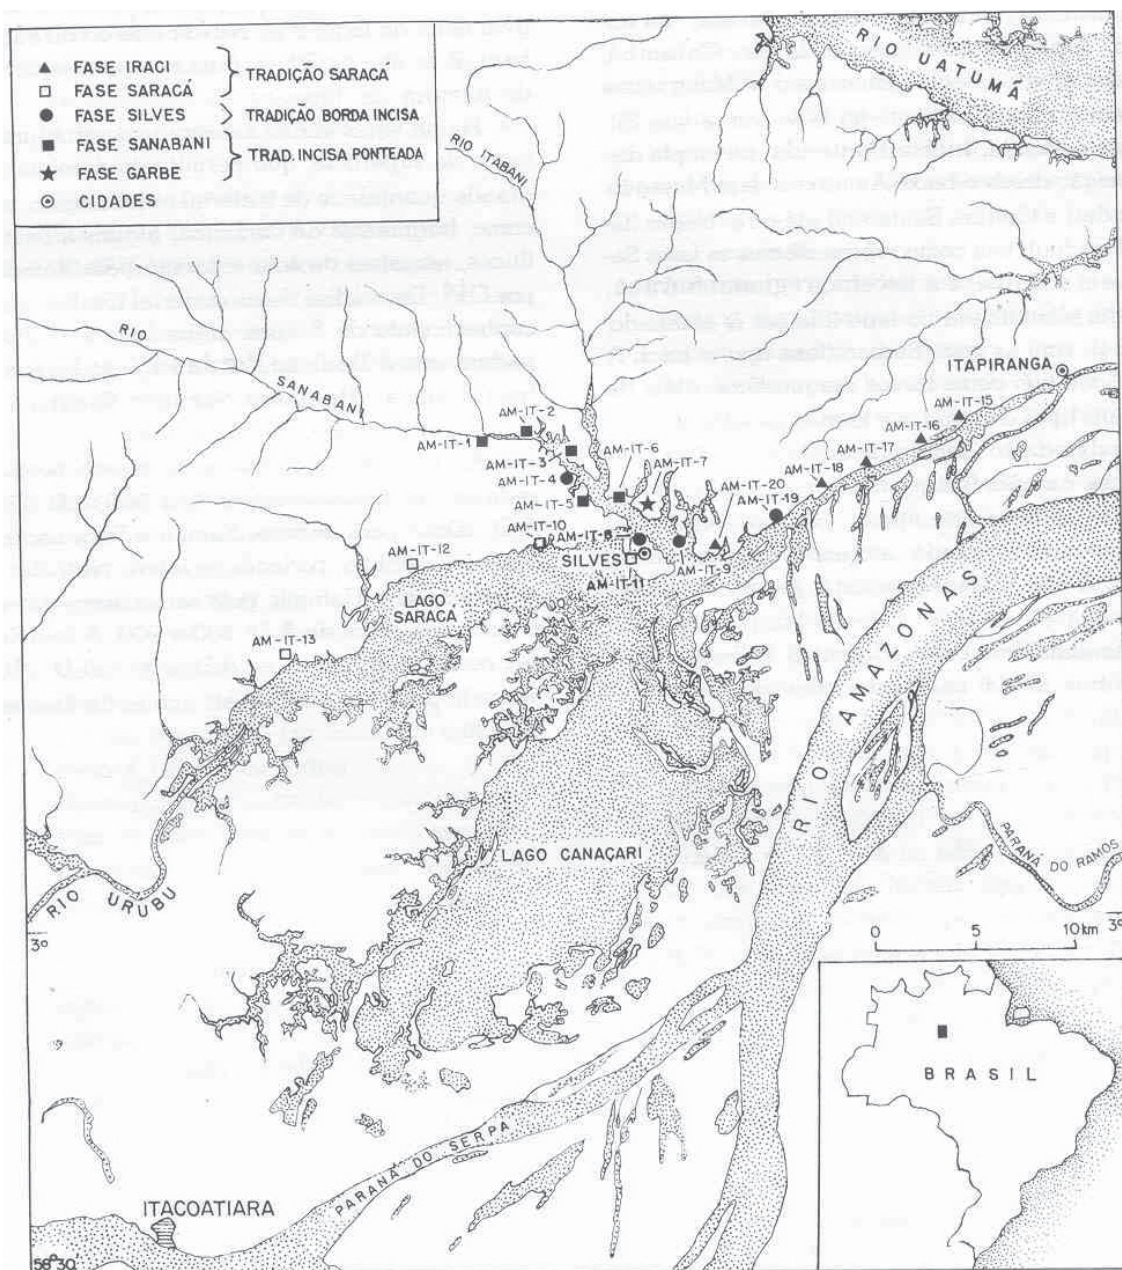 FASE IRACI
FASE SARACÁ
TRADIÇÃO SARACÁ
FASE SILVES
TRADIÇÃO BORDA INCISA
FASE SANABANI
FASE GARBE
TRAD. INCISA PONTEADA
CIDADES
RIO UATUMÃ
RIO ITABANI
RIO SANABANI
ITAPIRANGA
AM-IT-15
AM-IT-16
AM-IT-17
AM-IT-18
AM-IT-2
AM-IT-1
AM-IT-6
AM-IT-3
AM-IT-7
AM-IT-4
AM-IT-20
AM-IT-19
AM-IT-5
AM-IT-10
AM-IT-8
AM-IT-12
SILVES
AM-IT-9
AM-IT-11
LAGO SARACÁ
AM-IT-13
RIO AMAZONAS
LAGO CANAÇARI
PARANÁ DO RAMOS
RIO URUBU
3º
0 5 10 km 3º
BRASIL
PARANÁ DO SERPA
ITACOATIARA
58º30'